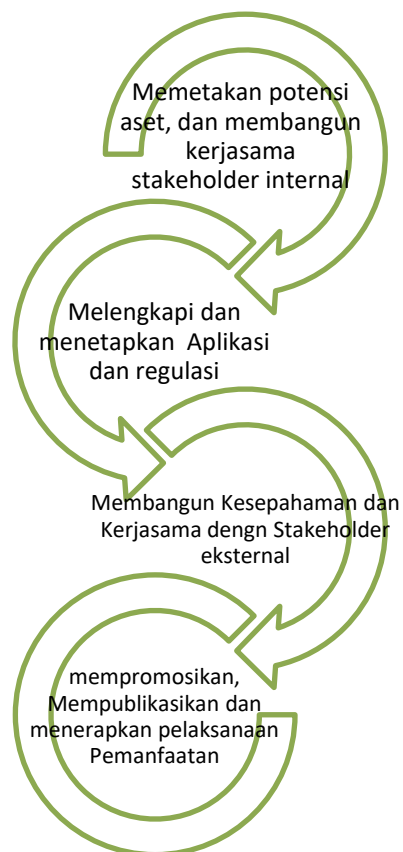 Memetakan potensi
aset, dan membangun
kerjasama
stakeholder internal
Melengkapi dan
menetapkan Aplikasi
dan regulasi
Membangun Kesepahaman dan
Kerjasama dengn Stakeholder
eksternal
mempromosikan,
Mempublikasikan dan
menerapkan pelaksanaan
Pemanfaatan